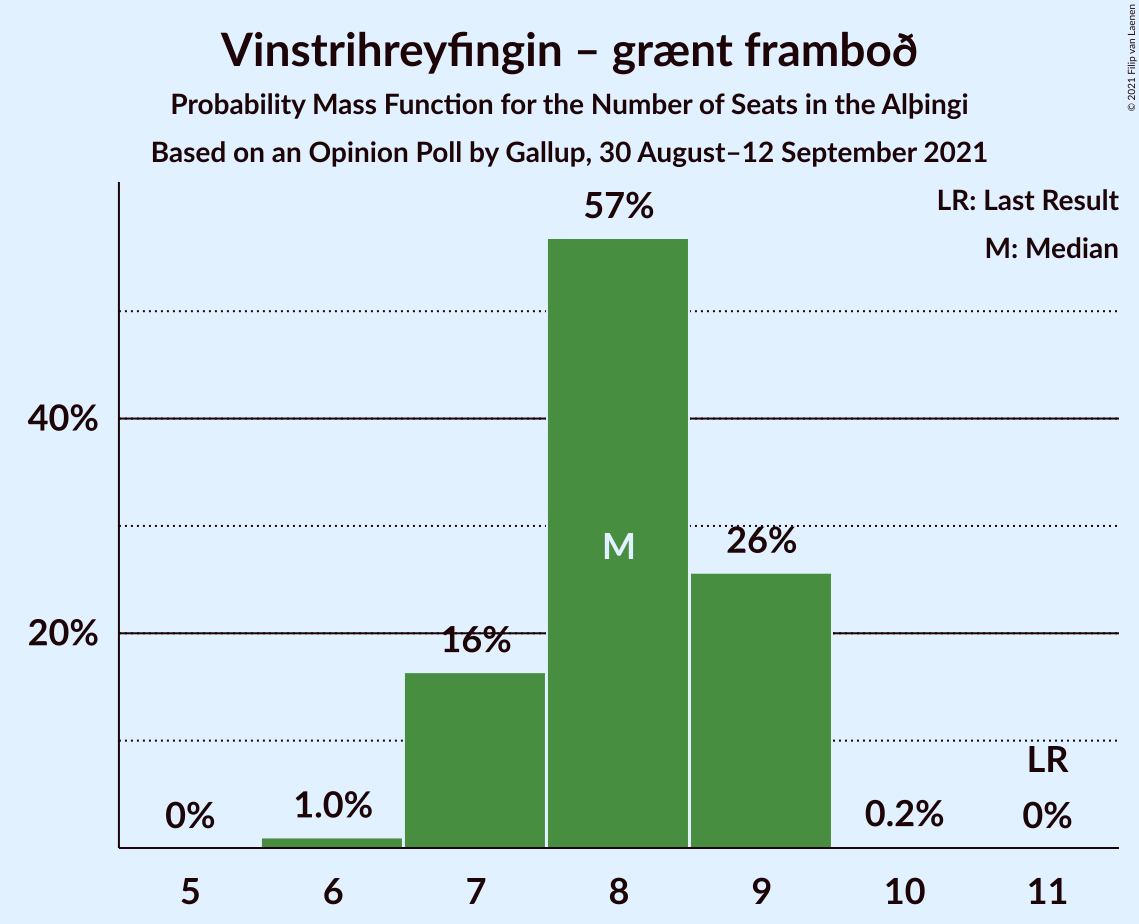 Vinstrihreyfingin – grænt framboð
Probability Mass Function for the Number of Seats in the Alþingi
Based on an Opinion Poll by Gallup, 30 August–12 September 2021
© 2021 Filip van Laenen
LR: Last Result
M: Median
57%
40%
M
26%
20%
16%
LR
0%
1.0%
0.2%
0%
5
6
7
8
9
10
11